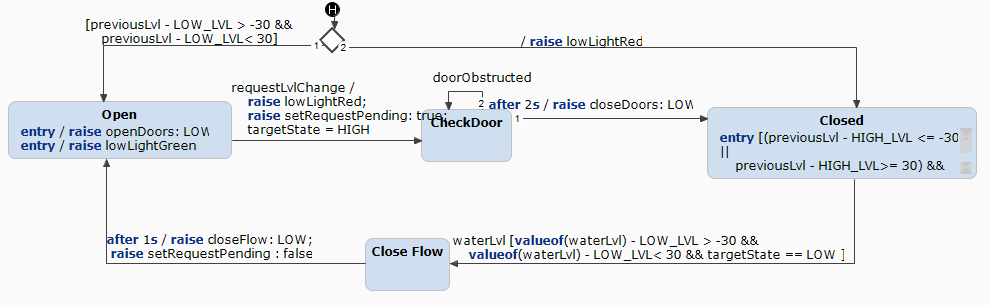 H
[previousLvl - LOW_LVL > -30 &&
previousLvl - LOW_LVL< 30]
1
2
/ raise lowLightRed
Open
entry / raise openDoors: LOW
entry / raise lowLightGreen
requestLvlChange /
raise lowLightRed;
raise setRequestPending: true;
targetState = HIGH
doorObstructed
2
CheckDoor
1
after 2s / raise closeDoors: LOW
Closed
entry [(previousLvl - HIGH_LVL <= -30
||
previousLvl - HIGH_LVL>= 30) &&
after 1s / raise closeFlow: LOW;
raise setRequestPending : false
Close Flow
waterLvl [valueof(waterLvl) - LOW_LVL > -30 &&
valueof(waterLvl) - LOW_LVL< 30 && targetState == LOW ]